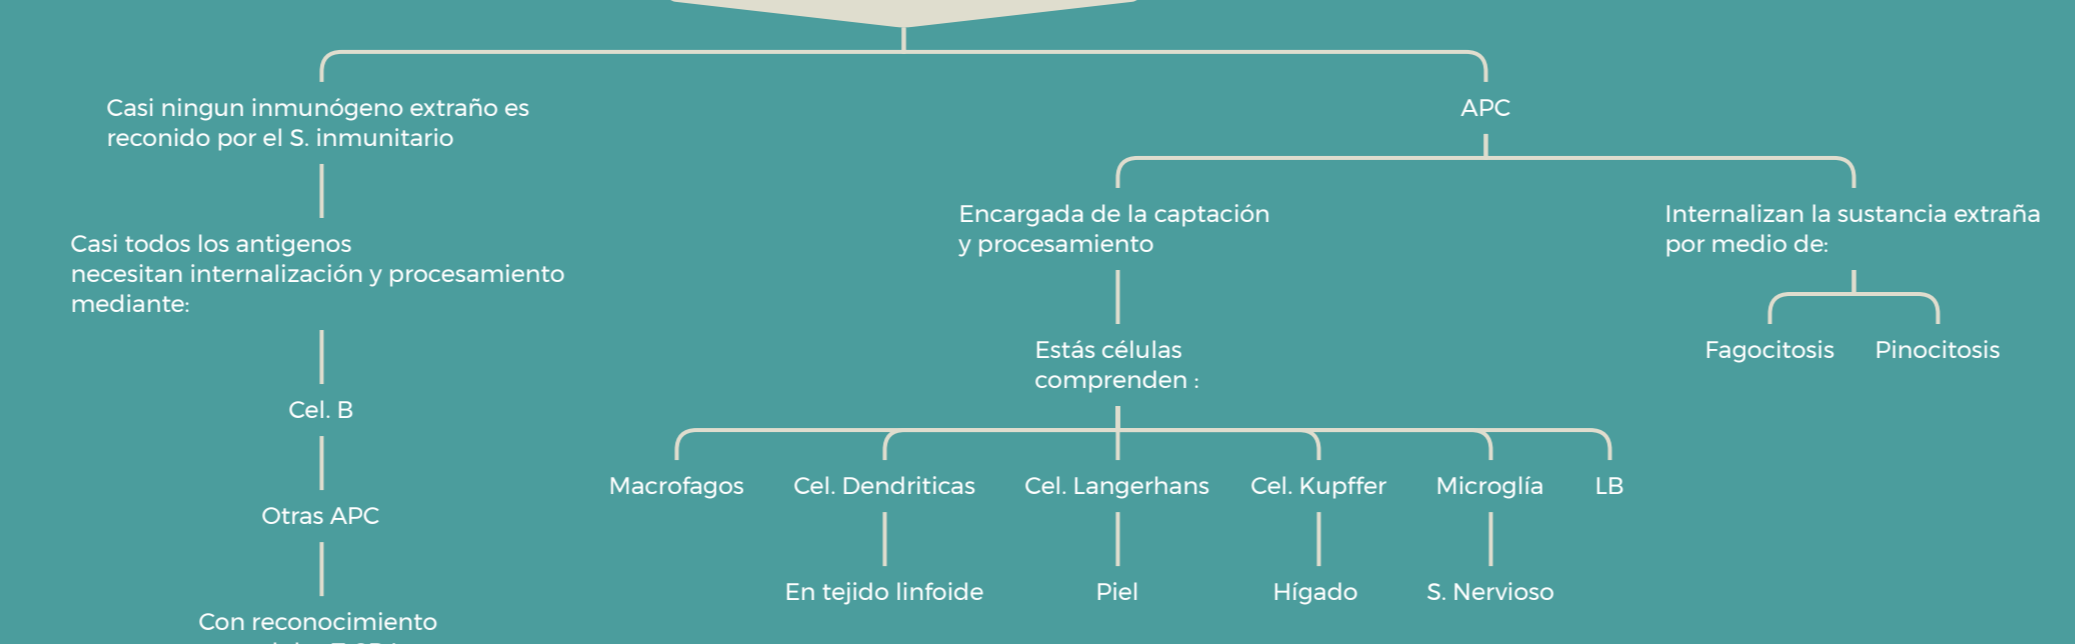 Casi ningun inmunógeno extraño es
reconido por el S. inmunitario
Casi todos los antigenos
necesitan internalización y procesamiento
mediante:
Cel. B
Otras APC
Con reconocimiento
APC
Encargada de la captación
y procesamiento
Estás células
comprenden :
Macrofagos
Cel. Dendriticas
En tejido linfoide
Cel. Langerhans
Piel
Cel. Kupffer
Hígado
Microglía
S. Nervioso
LB
Internalizan la sustancia extraña
por medio de:
Fagocitosis
Pinocitosis